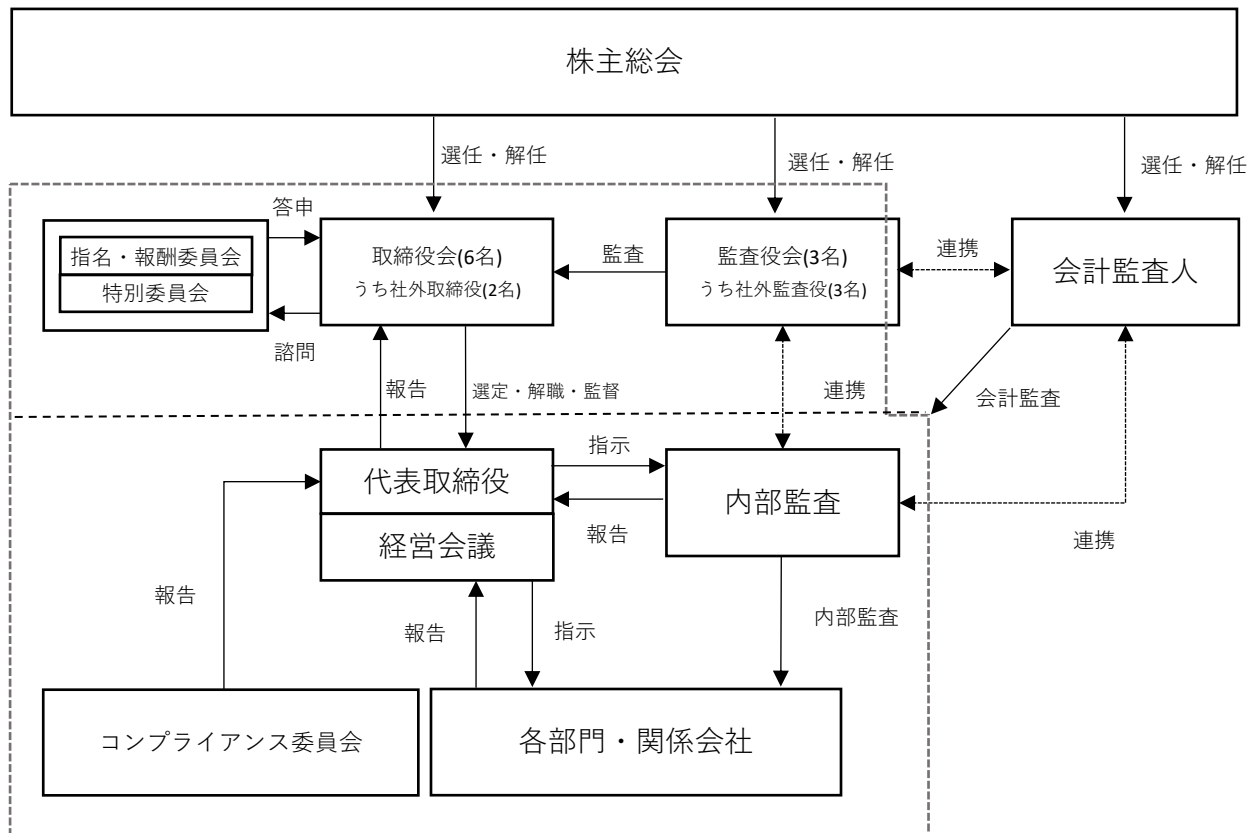 株主総会
選任・解任
選任・解任
選任・解任
答申
指名・報酬委員会
特別委員会
諮問
取締役会(6名)
うち社外取締役(2名)
監査
監査役会(3名)
うち社外監査役(3名)
連携
会計監査人
報告
選定・解職・監督
連携
会計監査
代表取締役
経営会議
指示
報告
内部監査
連携
報告
報告
指示
内部監査
コンプライアンス委員会
各部門・関係会社